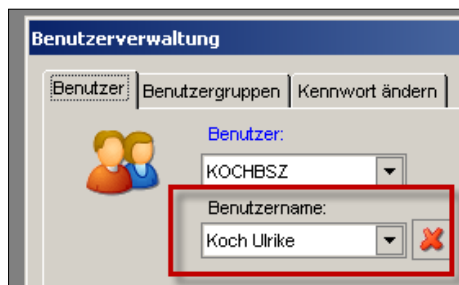 Benutzerverwaltung
Benutzer Benutzergruppen Kennwort ändern
Benutzer:
KOCHBSZ
Benutzername:
Koch Ulrike